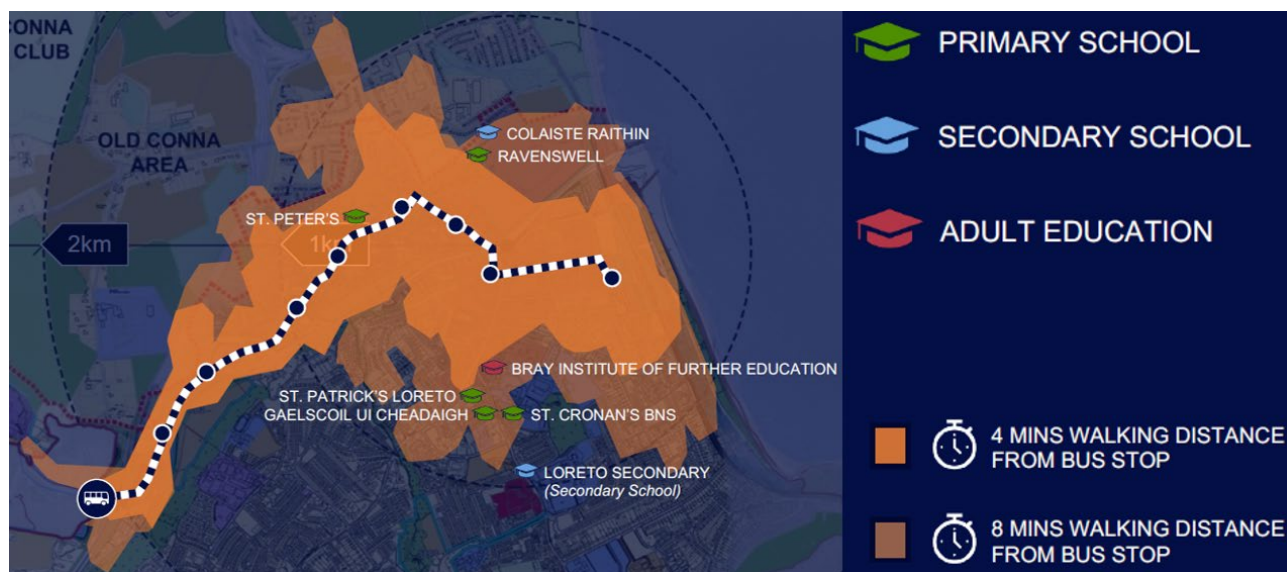 CONNA
CLUB
OLD CONNA
AREA
2km
1km
COLAISTE RAITHIN
RAVENSWELL
ST. PETER'S
BRAY INSTITUTE OF FURTHER EDUCATION
ST. PATRICK'S LORETO
GAELSCOIL UI CHEADAIGH
ST. CRONAN'S BNS
LORETO SECONDARY
(Secondary School)
PRIMARY SCHOOL
SECONDARY SCHOOL
ADULT EDUCATION
4 MINS WALKING DISTANCE
FROM BUS STOP
8 MINS WALKING DISTANCE
FROM BUS STOP